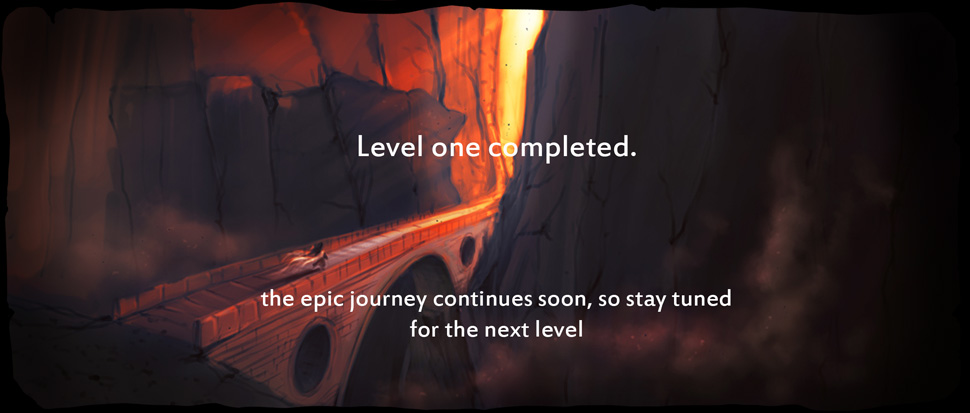 Level one completed.
the epic journey continues soon, so stay tuned
for the next level